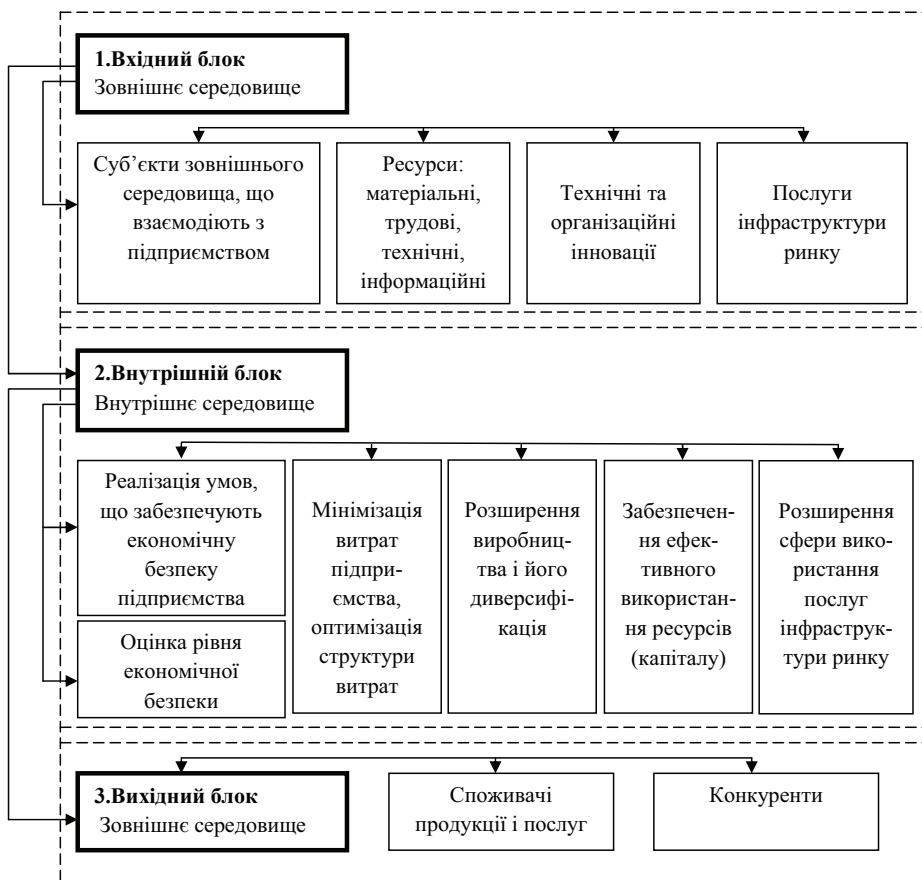 1.Вхідний блок
Зовнішнє середовище
Суб’єкти зовнішнього
середовища, що
взаємодіють з
підприємством
Ресурси:
матеріальні,
трудові,
технічні,
інформаційні
Технічні та
організаційні
інновації
Послуги
інфраструктури
ринку
2.Внутрішній блок
Внутрішнє середовище
Реалізація умов,
що забезпечують
економічну
безпеку
підприємства
Оцінка рівня
економічної
безпеки
Мінімізація
витрат
підпри-
ємства,
оптимізація
структури
витрат
Розширення
виробниц-
тва і його
диверсифі-
кація
Забезпечен-
ня ефек-
тивного
використан-
ня ресурсів
(капіталу)
Розширення
сфери вико-
ристання
послуг
інфраструк-
тури ринку
3.Вихідний блок
Зовнішнє середовище
Споживачі
продукції і послуг
Конкуренти